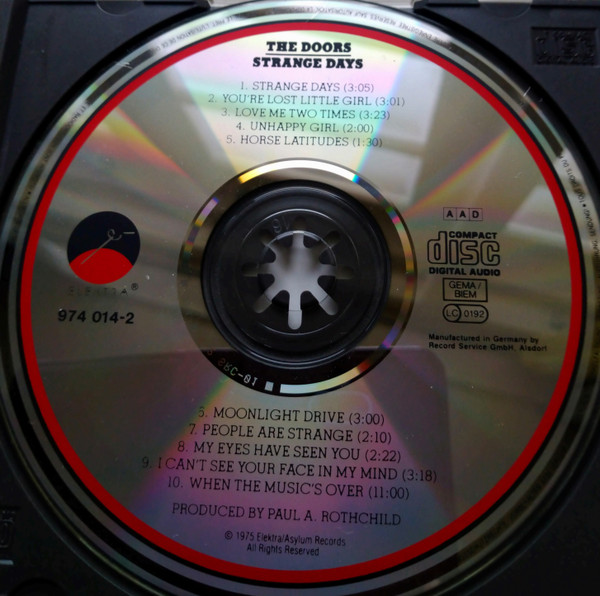 THE DOORS
STRANGE DAYS
1. STRANGE DAYS (3:05)
2. YOU'RE LOST LITTLE GIRL (3:01)
3. LOVE ME TWO TIMES (3:23)
4. UNHAPPY GIRL (2:00)
5. HORSE LATITUDES (1:30)
ELEKTRA®
974 014-2
A A D
COMPACT
disc
DIGITAL AUDIO
GEMA/
BIEM
LC 0192
Manufactured in Germany by
Record Service GmbH, Alsdorf
6. MOONLIGHT DRIVE (3:00)
7. PEOPLE ARE STRANGE (2:10)
8. MY EYES HAVE SEEN YOU (2:22)
9. I CAN'T SEE YOUR FACE IN MY MIND (3:18)
10. WHEN THE MUSIC'S OVER (11:00)
PRODUCED BY PAUL A. ROTHCHILD
© 1975 Elektra/Asylum Records
All Rights Reserved